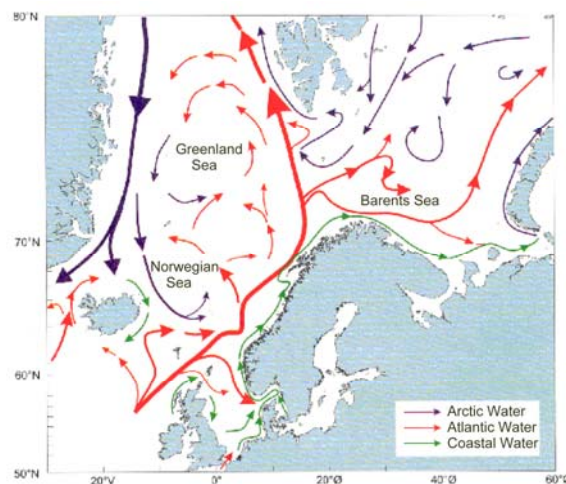 80°N
Greenland
Sea
Barents Sea
70°N
Norwegian
Sea
60°N
Arctic Water
Atlantic Water
Coastal Water
50°N
20°V
0°
20°Ø
40°Ø
60°